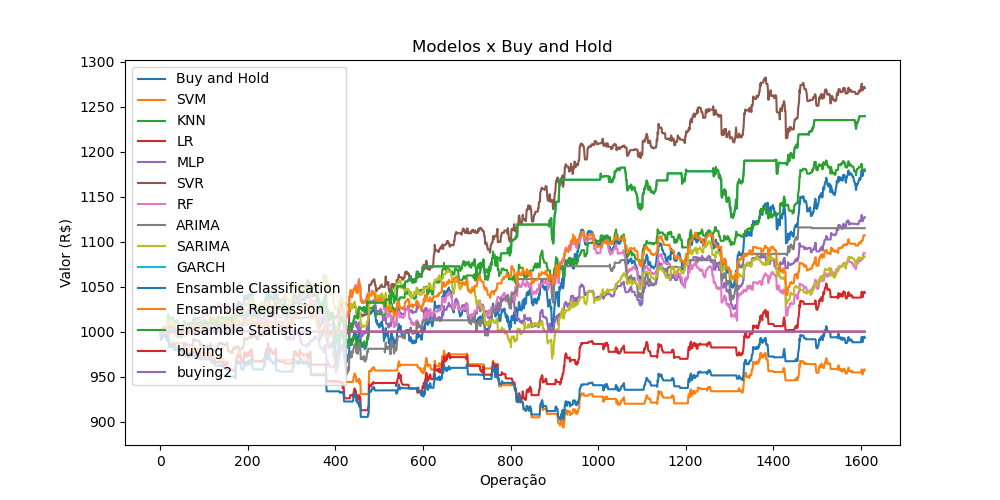 Modelos x Buy and Hold
Valor (R$)
1300
1250
1200
1150
1100
1050
1000
950
900
Buy and Hold
SVM
KNN
LR
MLP
SVR
RF
ARIMA
SARIMA
GARCH
Ensamble Classification
Ensamble Regression
Ensamble Statistics
buying
buying2
0 200 400 600 800 1000 1200 1400 1600
Operação